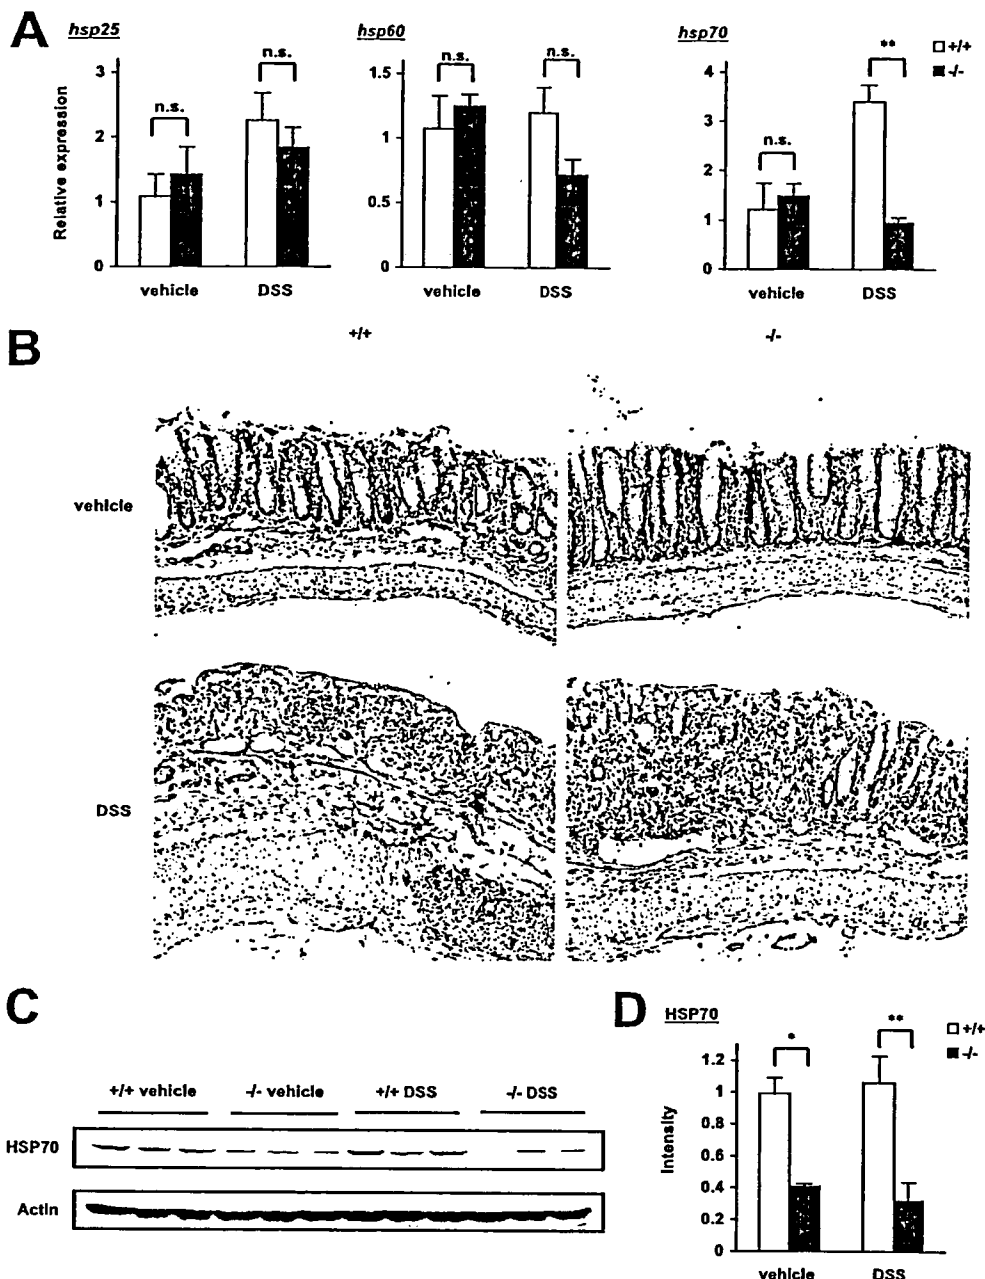 A
hsp25
hsp60
hsp70
+/+
-/-
Relative expression
3
2
1
0
n.s.
n.s.
vehicle
DSS
1.5
1
0.5
0
n.s.
n.s.
vehicle
DSS
4
3
2
1
0
n.s.
**
vehicle
DSS
B
+/+
-/-
vehicle
DSS
C
+/+ vehicle
-/- vehicle
+/+ DSS
-/- DSS
HSP70
Actin
D
HSP70
+/+
-/-
Intensity
1.2
1
0.8
0.6
0.4
0.2
0
*
**
vehicle
DSS